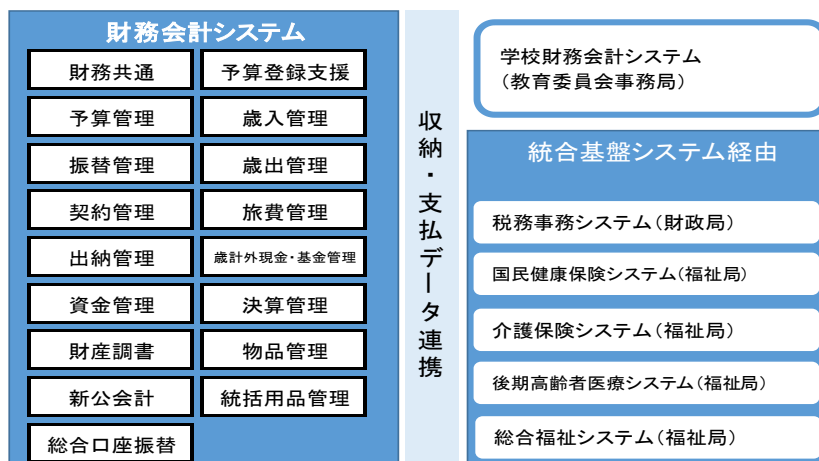 財務会計システム
財務共通
予算登録支援
予算管理
歳入管理
振替管理
歳出管理
契約管理
旅費管理
出納管理
歳計外現金・基金管理
資金管理
決算管理
財産調書
物品管理
新公会計
統括用品管理
総合口座振替
収納・支払データ連携
学校財務会計システム
(教育委員会事務局)
統合基盤システム経由
税務事務システム(財政局)
国民健康保険システム(福祉局)
介護保険システム(福祉局)
後期高齢者医療システム(福祉局)
総合福祉システム(福祉局)